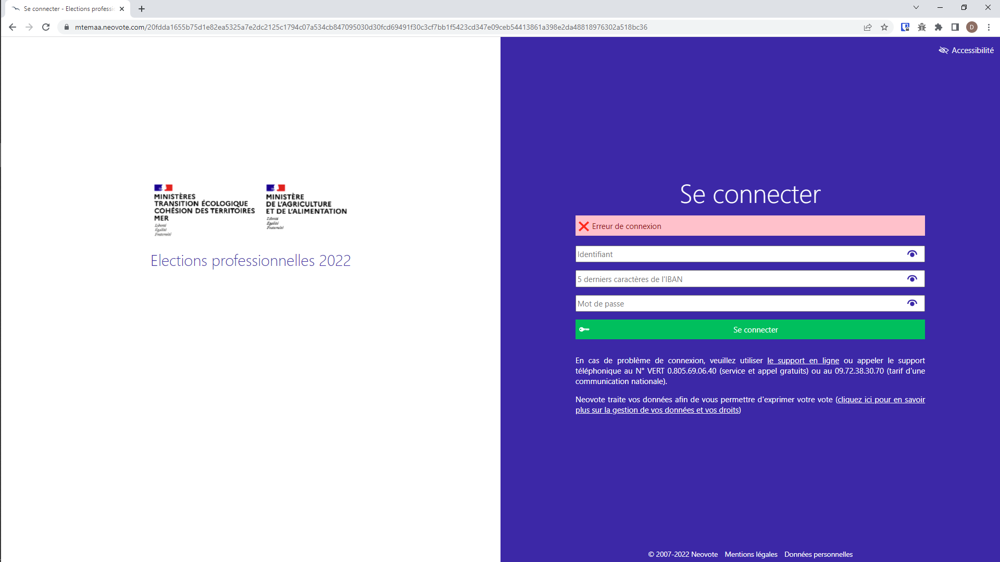 Se connecter - Elections professi
mtemaa.neovote.com/20fdda1655b75d1e82ea5325a7e2dc2125c1794c07a534cb847095030d30fcd69491f30c3cf7bb1f5423cd347e09ceb54413861a398e2da48818976302a518bc36
D
Accessibilité
MINISTÈRES
TRANSITION ÉCOLOGIQUE
COHÉSION DES TERRITOIRES
MER
Liberté
Égalité
Fraternité
MINISTÈRE
DE L'AGRICULTURE
ET DE L'ALIMENTATION
Liberté
Égalité
Fraternité
Elections professionnelles 2022
Se connecter
Erreur de connexion
Identifiant
5 derniers caractères de l'IBAN
Mot de passe
Se connecter
En cas de problème de connexion, veuillez utiliser le support en ligne ou appeler le support
téléphonique au N° VERT 0.805.69.06.40 (service et appel gratuits) ou au 09.72.38.30.70 (tarif d'une
communication nationale).
Neovote traite vos données afin de vous permettre d'exprimer votre vote (cliquez ici pour en savoir
plus sur la gestion de vos données et vos droits)
© 2007-2022 Neovote Mentions légales Données personnelles